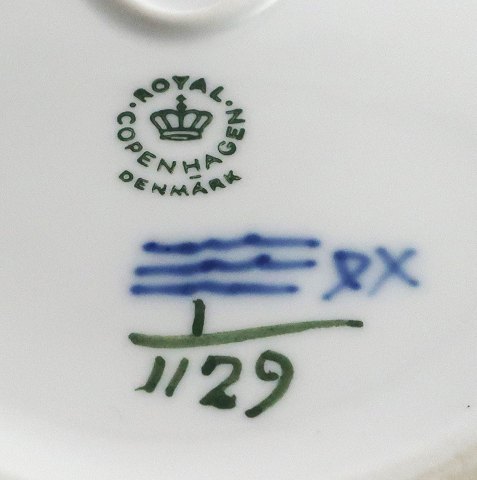 ROYAL
COPENHAGEN
DENMARK
1
1129